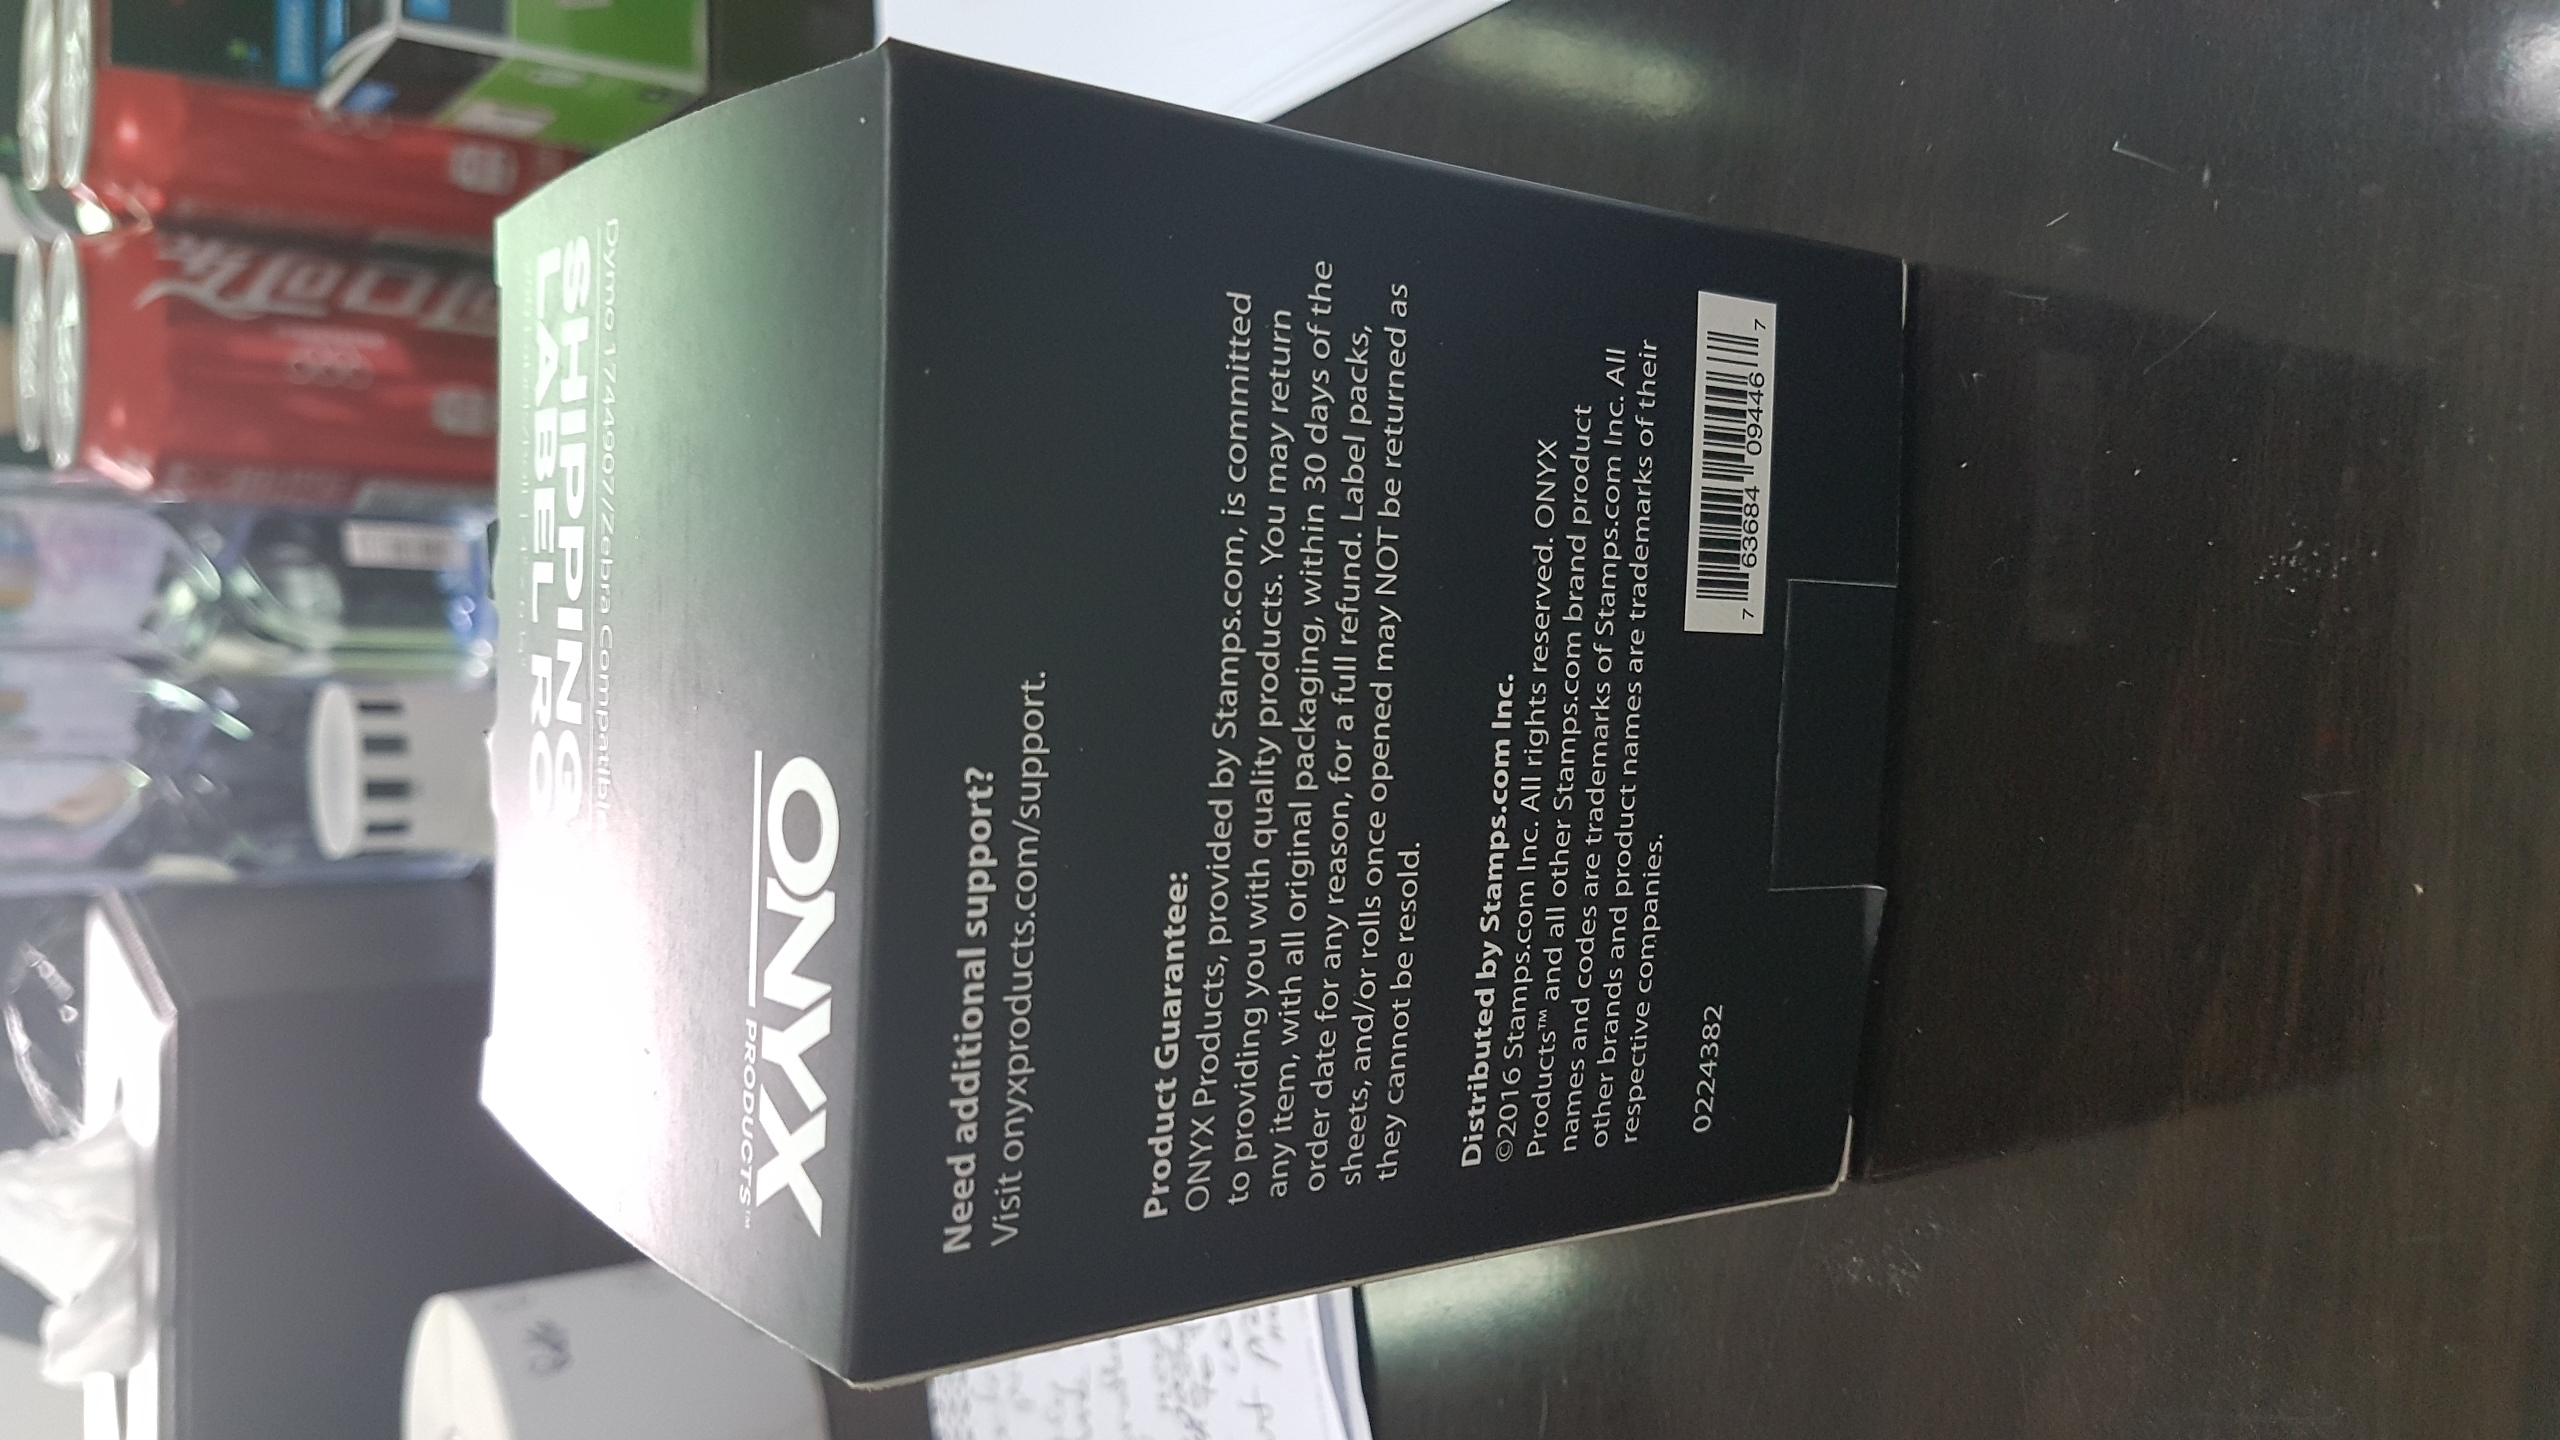 ONYX
PRODUCTS™
SHIPPING
LABEL
Dymo 1744907/Zebra Compatible
Need additional support?
Visit onyxproducts.com/support.
Product Guarantee:
ONYX Products, provided by Stamps.com, is committed
to providing you with quality products. You may return
any item, with all original packaging, within 30 days of the
order date for any reason, for a full refund. Label packs,
sheets, and/or rolls once opened may NOT be returned as
they cannot be resold.
Distributed by Stamps.com Inc.
©2016 Stamps.com Inc. All rights reserved. ONYX
Products™ and all other Stamps.com brand product
names and codes are trademarks of Stamps.com Inc. All
other brands and product names are trademarks of their
respective companies.
0224382
7 63684 09446 7